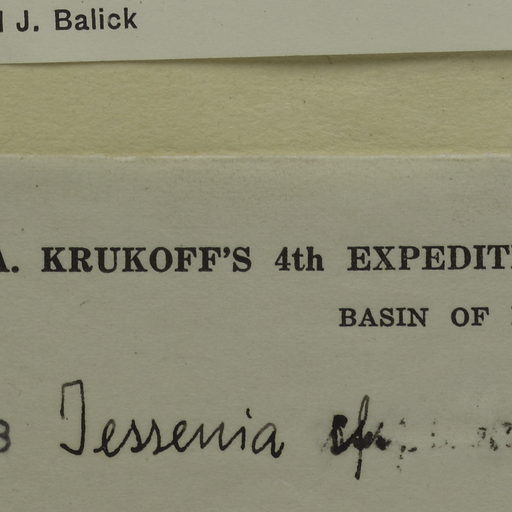 J. Balick
A. KRUKOFF'S 4th EXPEDIT
BASIN OF
Jessenia